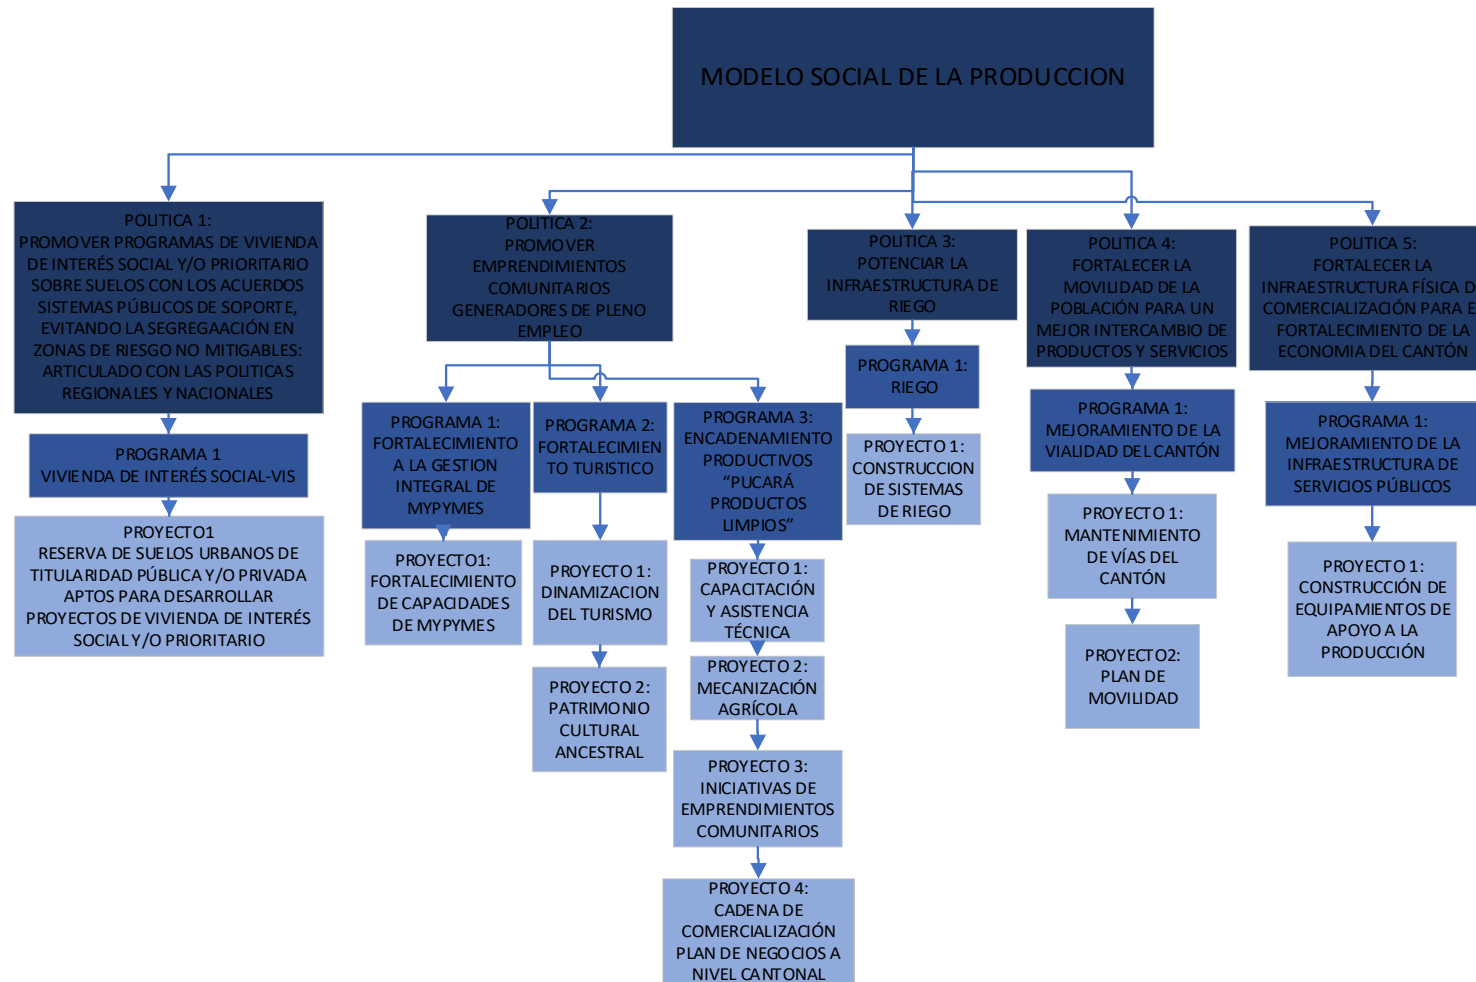 MODELO SOCIAL DE LA PRODUCCION
POLITICA 1:
PROMOVER PROGRAMAS DE VIVIENDA
DE INTERÉS SOCIAL Y/O PRIORITARIO
SOBRE SUELOS CON LOS ACUERDOS
SISTEMAS PÚBLICOS DE SOPORTE,
EVITANDO LA SEGREGAACIÓN EN
ZONAS DE RIESGO NO MITIGABLES:
ARTICULADO CON LAS POLITICAS
REGIONALES Y NACIONALES
PROGRAMA 1
VIVIENDA DE INTERÉS SOCIAL-VIS
PROYECTO1
RESERVA DE SUELOS URBANOS DE
TITULARIDAD PÚBLICA Y/O PRIVADA
APTOS PARA DESARROLLAR
PROYECTOS DE VIVIENDA DE INTERÉS
SOCIAL Y/O PRIORITARIO
POLITICA 2:
PROMOVER
EMPRENDIMIENTOS
COMUNITARIOS
GENERADORES DE PLENO
EMPLEO
PROGRAMA 1:
FORTALECIMIENTO
A LA GESTION
INTEGRAL DE
MYPYMES
PROYECTO1:
FORTALECIMIENTO
DE CAPACIDADES
DE MYPYMES
PROGRAMA 2:
FORTALECIMIEN
TO TURISTICO
PROYECTO 1:
DINAMIZACION
DEL TURISMO
PROYECTO 2:
PATRIMONIO
CULTURAL
ANCESTRAL
PROGRAMA 3:
ENCADENAMIENTO
PRODUCTIVOS
“PUCARÁ
PRODUCTOS
LIMPIOS”
PROYECTO 1:
CAPACITACIÓN
Y ASISTENCIA
TÉCNICA
PROYECTO 2:
MECANIZACIÓN
AGRÍCOLA
PROYECTO 3:
INICIATIVAS DE
EMPRENDIMIENTOS
COMUNITARIOS
PROYECTO 4:
CADENA DE
COMERCIALIZACIÓN
PLAN DE NEGOCIOS A
NIVEL CANTONAL
POLITICA 3:
POTENCIAR LA
INFRAESTRUCTURA DE
RIEGO
PROGRAMA 1:
RIEGO
PROYECTO 1:
CONSTRUCCION
DE SISTEMAS
DE RIEGO
POLITICA 4:
FORTALECER LA
MOVILIDAD DE LA
POBLACIÓN PARA UN
MEJOR INTERCAMBIO DE
PRODUCTOS Y SERVICIOS
PROGRAMA 1:
MEJORAMIENTO DE LA
VIALIDAD DEL CANTÓN
PROYECTO 1:
MANTENIMIENTO
DE VÍAS DEL
CANTÓN
PROYECTO2:
PLAN DE
MOVILIDAD
POLITICA 5:
FORTALECER LA
INFRAESTRUCTURA FÍSICA D
COMERCIALIZACIÓN PARA E
FORTALECIMIENTO DE LA
ECONOMIA DEL CANTÓN
PROGRAMA 1:
MEJORAMIENTO DE LA
INFRAESTRUCTURA DE
SERVICIOS PÚBLICOS
PROYECTO 1:
CONSTRUCCIÓN DE
EQUIPAMIENTOS DE
APOYO A LA
PRODUCCIÓN